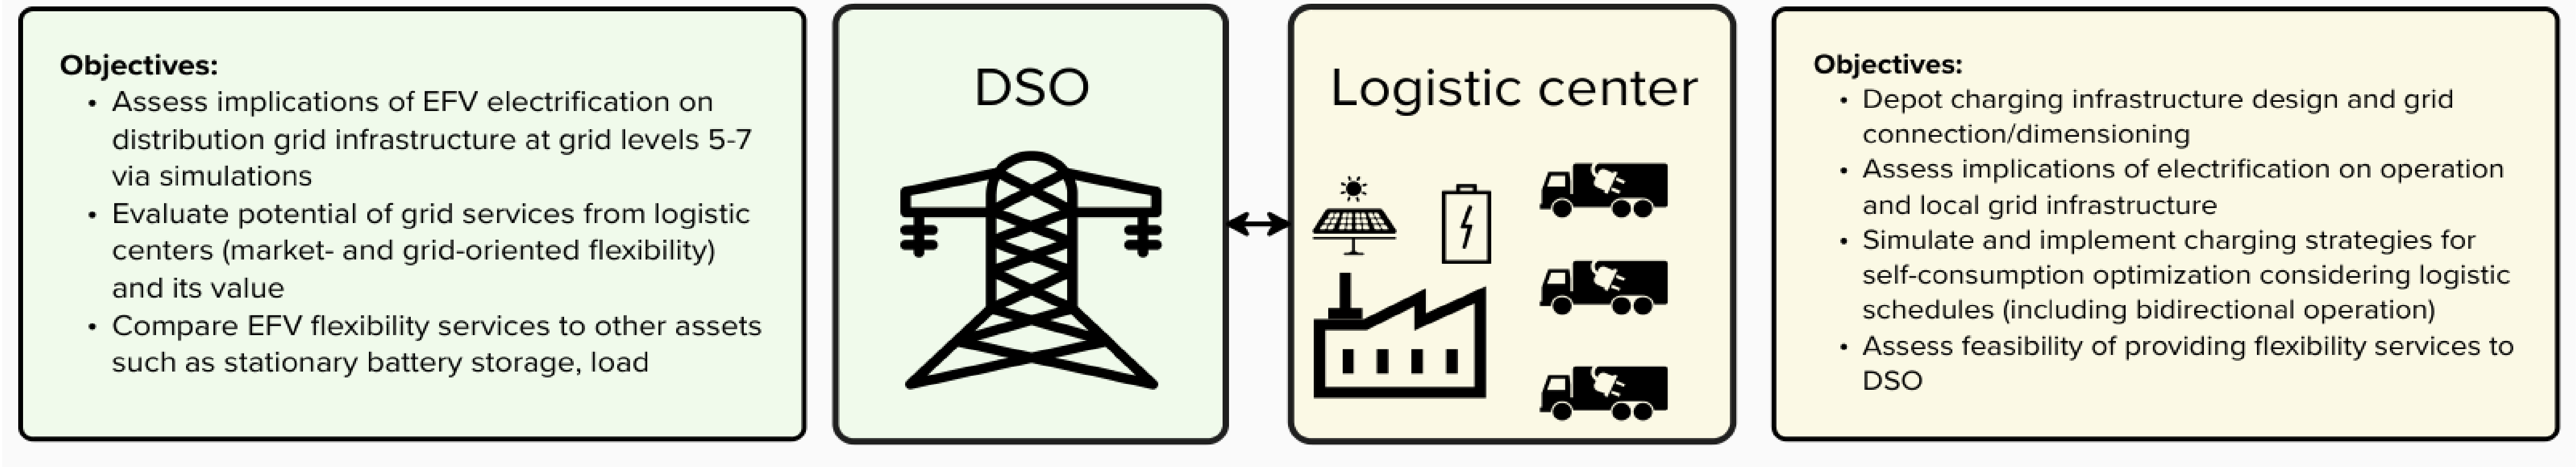 Objectives:
• Assess implications of EFV electrification on
distribution grid infrastructure at grid levels 5-7
via simulations
• Evaluate potential of grid services from logistic
centers (market- and grid-oriented flexibility)
and its value
• Compare EFV flexibility services to other assets
such as stationary battery storage, load
DSO
Logistic center
Objectives:
• Depot charging infrastructure design and grid
connection/dimensioning
• Assess implications of electrification on operation
and local grid infrastructure
• Simulate and implement charging strategies for
self-consumption optimization considering logistic
schedules (including bidirectional operation)
• Assess feasibility of providing flexibility services to
DSO